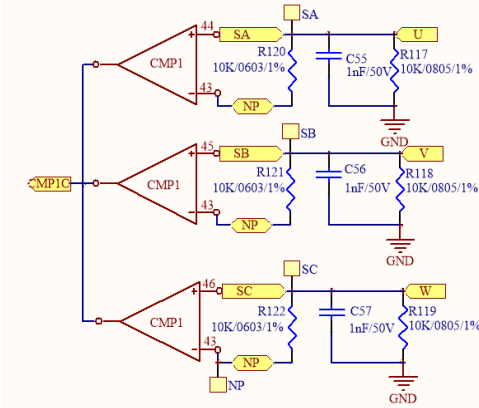 SA
44
+
SA
U
R120
10K/0603/1%
C55
1nF/50V
R117
10K/0805/1%
CMP1
43
−
NP
GND
SB
45
+
SB
V
R121
10K/0603/1%
C56
1nF/50V
R118
10K/0805/1%
CMP1
43
−
NP
GND
CMP1G
SC
46
+
SC
W
R122
10K/0603/1%
C57
1nF/50V
R119
10K/0805/1%
CMP1
43
−
NP
NP
GND